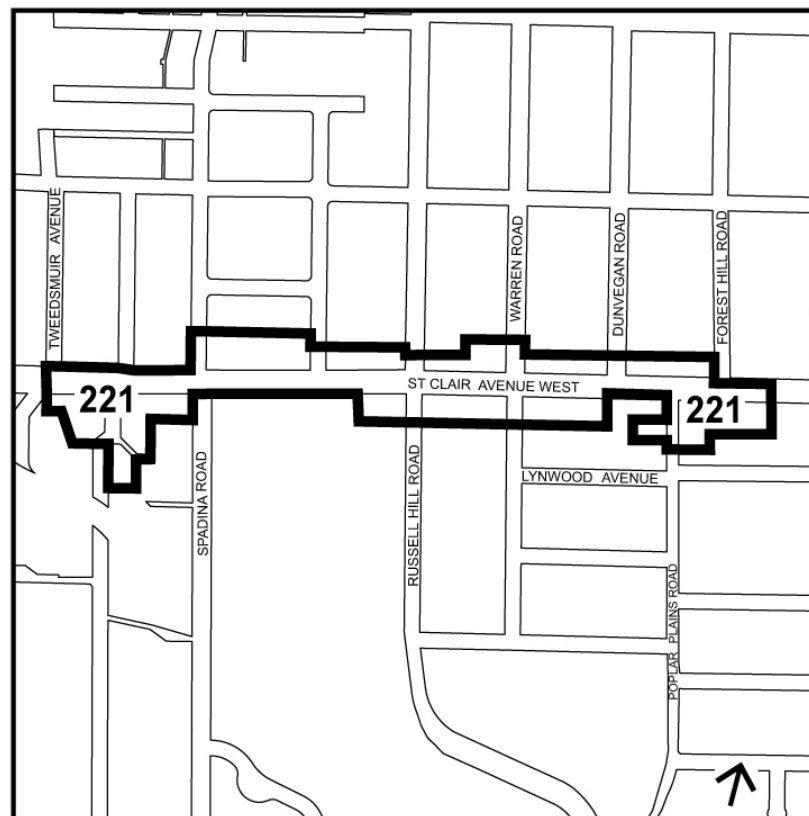 TWEEDSMUIR AVENUE
WARREN ROAD
DUNVEGAN ROAD
FOREST HILL ROAD
221
ST CLAIR AVENUE WEST
221
SPADINA ROAD
RUSSELL HILL ROAD
LYNWOOD AVENUE
POPLAR PLAINS ROAD